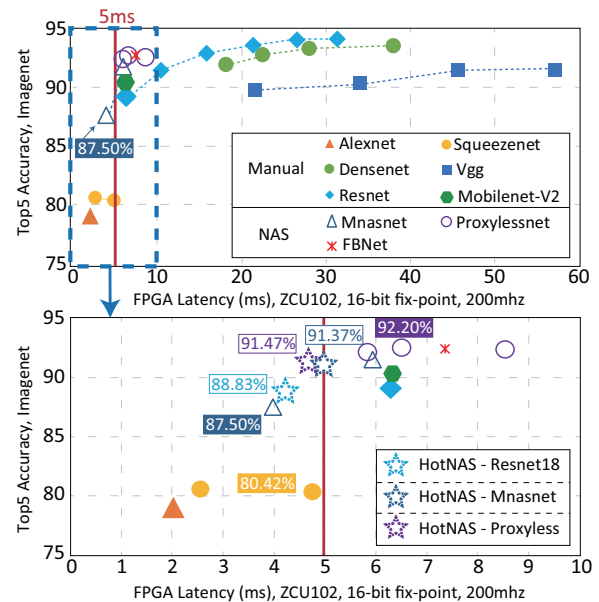 5ms
95
90
85
80
75
Top5 Accuracy, Imagenet
87.50%
Manual
Alexnet
Squeezenet
Densenet
Vgg
Resnet
Mobilenet-V2
NAS
Mnasnet
Proxylessnet
FBNet
0 10 20 30 40 50 60
FPGA Latency (ms), ZCU102, 16-bit fix-point, 200mhz
95
90
85
80
75
Top5 Accuracy, Imagenet
91.37%
92.20%
91.47%
88.83%
87.50%
80.42%
HotNAS - Resnet18
HotNAS - Mnasnet
HotNAS - Proxyless
0 1 2 3 4 5 6 7 8 9 10
FPGA Latency (ms), ZCU102, 16-bit fix-point, 200mhz